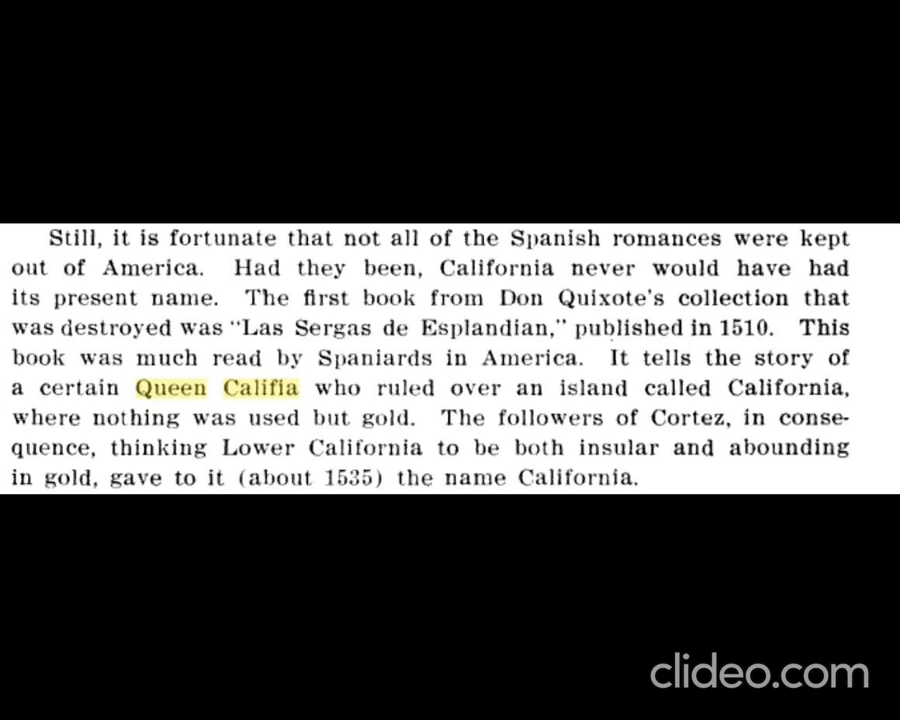 Still, it is fortunate that not all of the Spanish romances were kept
out of America. Had they been, California never would have had
its present name. The first book from Don Quixote's collection that
was destroyed was "Las Sergas de Esplandian," published in 1510. This
book was much read by Spaniards in America. It tells the story of
a certain Queen Califia who ruled over an island called California,
where nothing was used but gold. The followers of Cortez, in conse-
quence, thinking Lower California to be both insular and abounding
in gold, gave to it (about 1535) the name California.
clideo.com